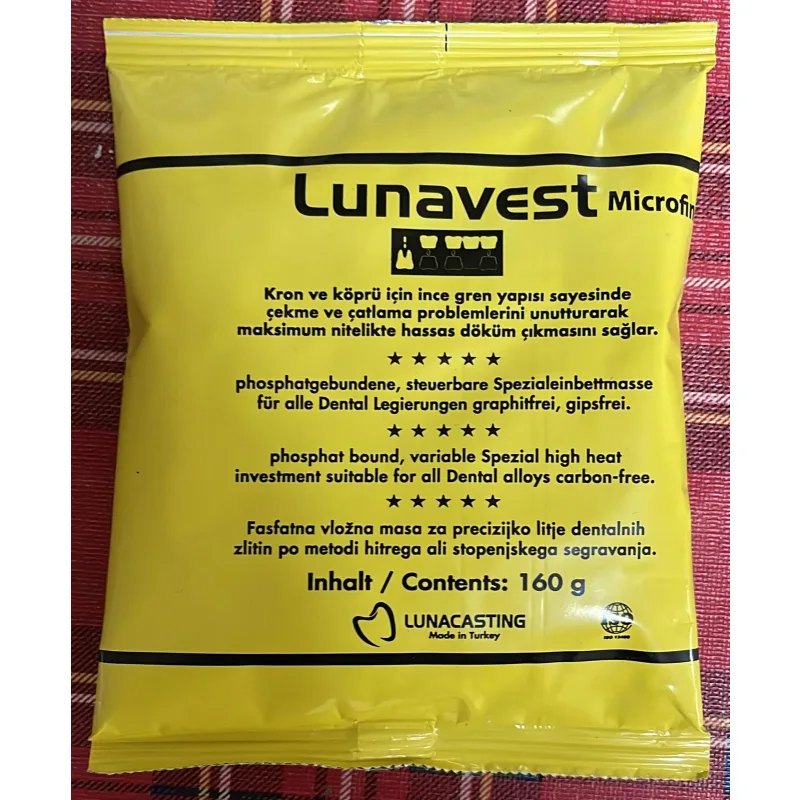 Lunavest Microfin
Kron ve köprü için ince gren yapısı sayesinde
çekme ve çatlama problemlerini unutturarak
maksimum nitelikte hassas döküm çıkmasını sağlar.
★ ★ ★ ★ ★
phosphatgebundene, steuerbare Spezialeinbettmasse
für alle Dental Legierungen graphitfrei, gipsfrei.
★ ★ ★ ★ ★
phosphat bound, variable Spezial high heat
investment suitable for all Dental alloys carbon-free.
★ ★ ★ ★ ★
Fasfatna vložna masa za precizijko litje dentalnih
zlitin po metodi hitrega ali stopenjskega segravanja.
Inhalt / Contents: 160 g
LUNACASTING
Made in Turkey
ISO